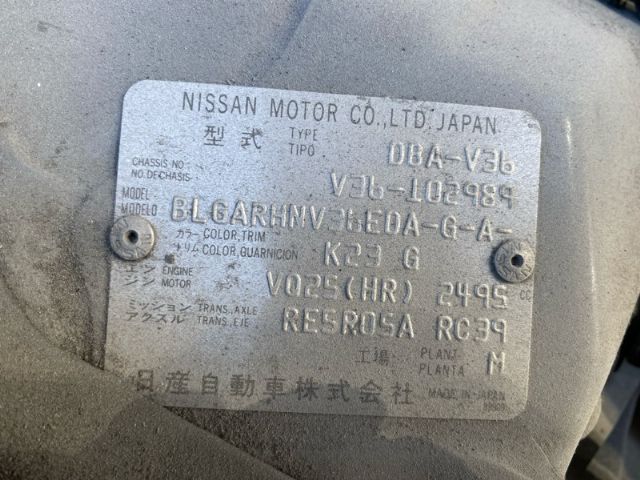 NISSAN MOTOR CO., LTD. JAPAN
型式 TYPE TIPO DBA-V36
CHASSIS NO. NO. DE CHASIS V36-102989
MODEL MODELO BLGARHNV36EDA-G-A-
カラー トリム COLOR, TRIM COLOR, GUARNICION K23 G
エンジン ENGINE MOTOR VQ25(HR) 2495 CC
ミッション アクスル TRANS., AXLE TRANS., EJE RE5R05A RC39
工場 PLANT PLANTA M
日産自動車株式会社 MADE IN JAPAN